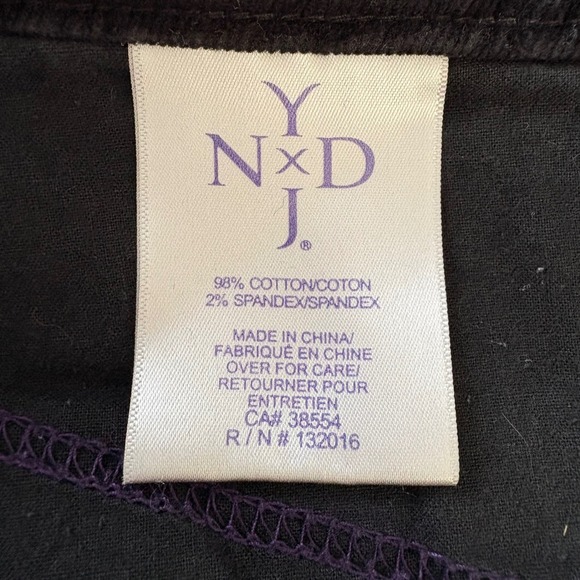 Y
N x D
J®
98% COTTON/COTON
2% SPANDEX/SPANDEX
MADE IN CHINA/
FABRIQUÉ EN CHINE
OVER FOR CARE/
RETOURNER POUR
ENTRETIEN
CA# 38554
R / N # 132016